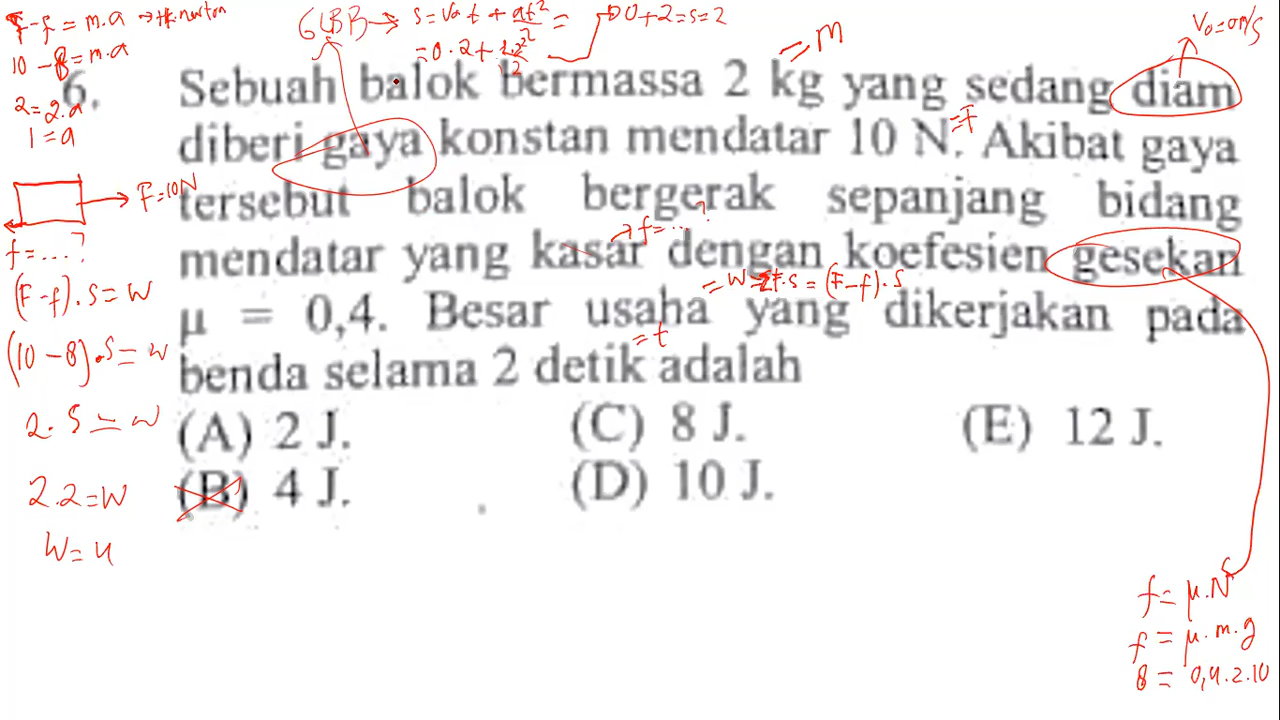 F - f = m.a → Hk. newton
10 - 8 = m.a
2 = 2.a
1 = a
GLBB → s = V0 t + at²/2 =
= 0.2 + 1.2²/2
0 + 2 = s = 2
V0 = 0 m/s
= m
6. Sebuah balok bermassa 2 kg yang sedang diam
diberi gaya konstan mendatar 10 N. Akibat gaya
= F
tersebut balok bergerak sepanjang bidang
→ f = ...?
mendatar yang kasar dengan koefesien gesekan
= W = ΣF.s = (F - f).s
μ = 0,4. Besar usaha yang dikerjakan pada
= t
benda selama 2 detik adalah
(A) 2 J. (C) 8 J. (E) 12 J.
(B) 4 J. (D) 10 J.
F = 10N
f = ...?
(F - f).s = W
(10 - 8).s = W
2.s = W
2.2 = W
W = 4
f = μ.N
f = μ.m.g
8 = 0,4.2.10